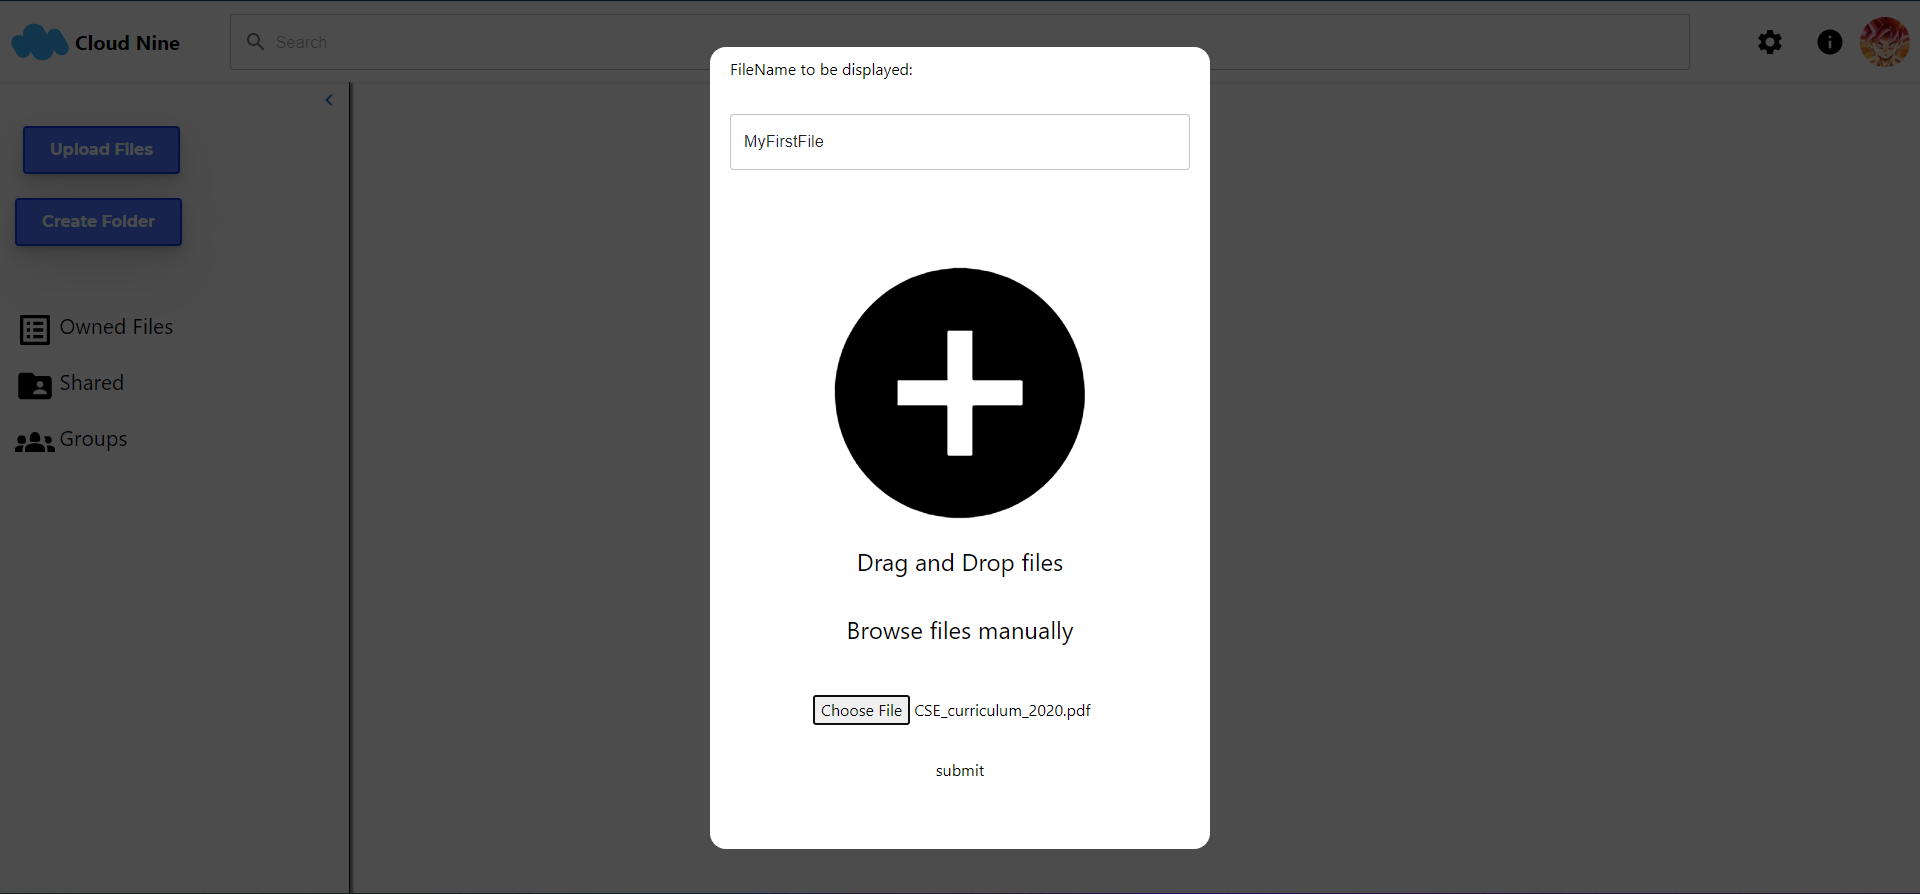 Cloud Nine
Search
Upload Files
Create Folder
Owned Files
Shared
Groups
FileName to be displayed:
MyFirstFile
Drag and Drop files
Browse files manually
Choose File CSE_curriculum_2020.pdf
submit